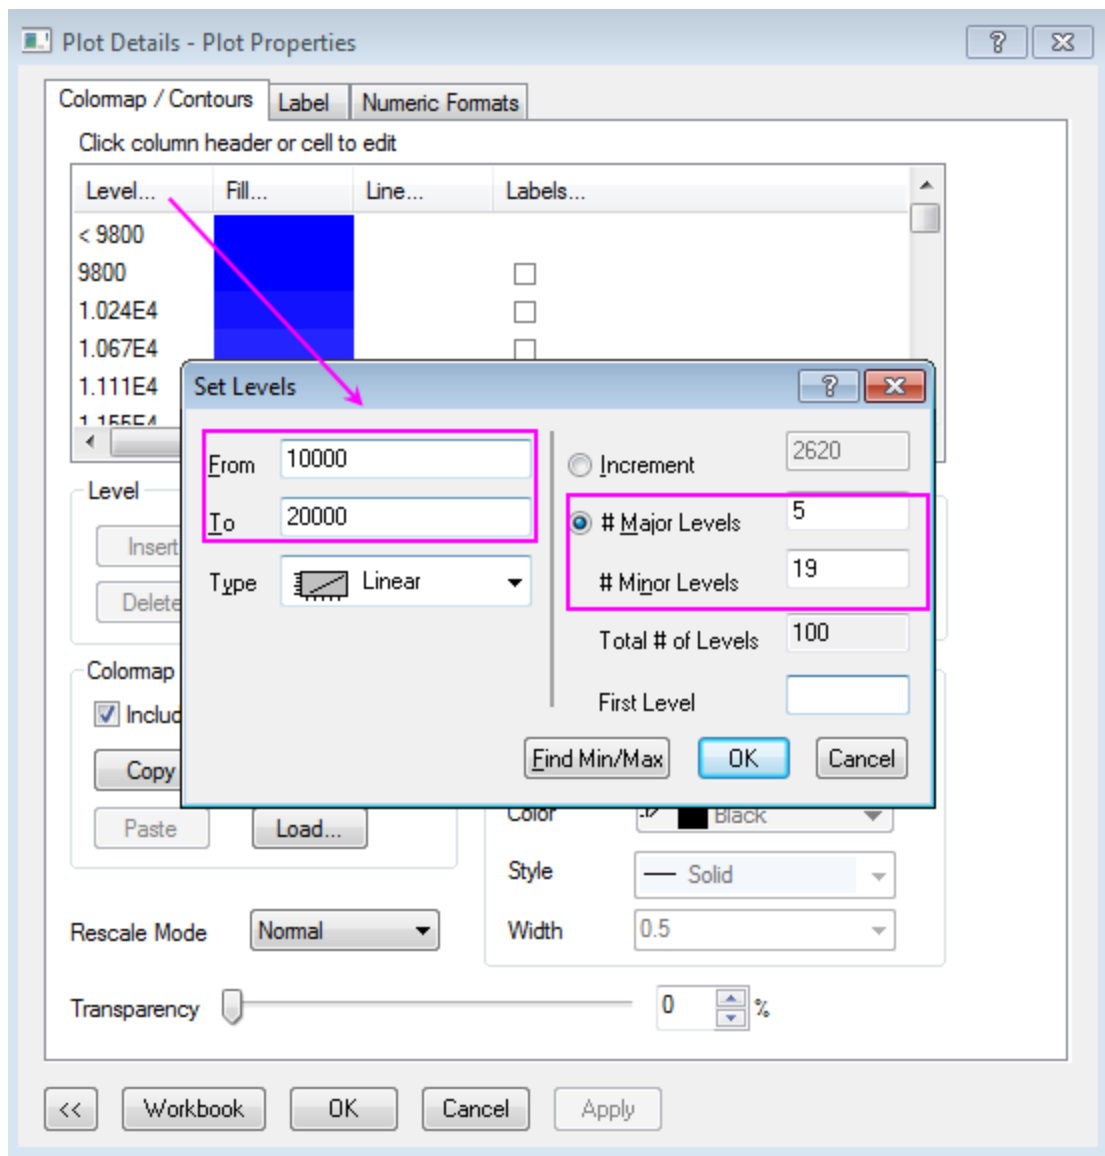 Plot Details - Plot Properties
Colormap / Contours Label Numeric Formats
Click column header or cell to edit
Level... Fill... Line... Labels...
< 9800
9800
1.024E4
1.067E4
1.111E4
1.155E4
Set Levels
From 10000
To 20000
Type Linear
Increment 2620
# Major Levels 5
# Minor Levels 19
Total # of Levels 100
First Level
Find Min/Max OK Cancel
Level
Insert
Delete
Colormap
Includ
Copy
Paste Load...
Color Black
Style Solid
Width 0.5
Rescale Mode Normal
Transparency 0 %
<< Workbook OK Cancel Apply